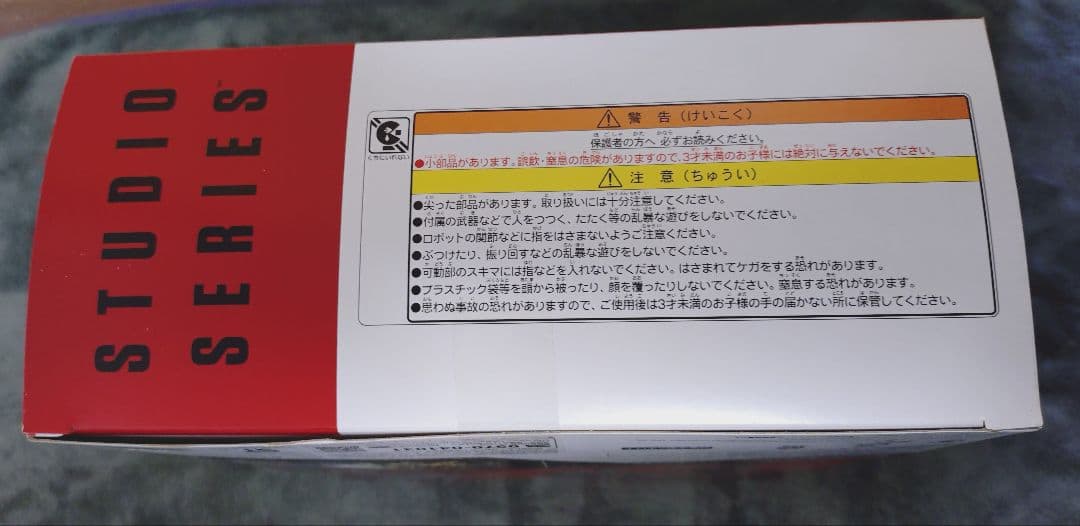 STUDIO
SERIES™
くちにいれない
警 告 (けいこく)
保護者の方へ 必ずお読みください。
●小部品があります。誤飲・窒息の危険がありますので、3才未満のお子様には絶対に与えないでください。
注 意 (ちゅうい)
●尖った部品があります。取り扱いには十分注意してください。
●付属の武器などで人をつつく、たたく等の乱暴な遊びをしないでください。
●ロボットの関節などに指をはさまないようご注意ください。
●ぶつけたり、振り回すなどの乱暴な遊びをしないでください。
●可動部のスキマには指などを入れないでください。はさまれてケガをする恐れがあります。
●プラスチック袋等を頭から被ったり、顔を覆ったりしないでください。窒息する恐れがあります。
●思わぬ事故の恐れがありますので、ご使用後は3才未満のお子様の手の届かない所に保管してください。
0570-041041